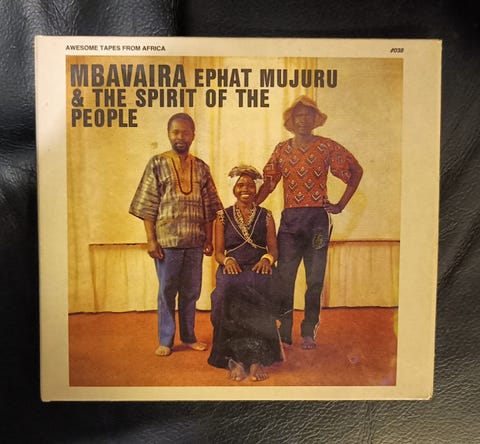 AWESOME TAPES FROM AFRICA #038
MBAVAIRA EPHAT MUJURU
& THE SPIRIT OF THE
PEOPLE